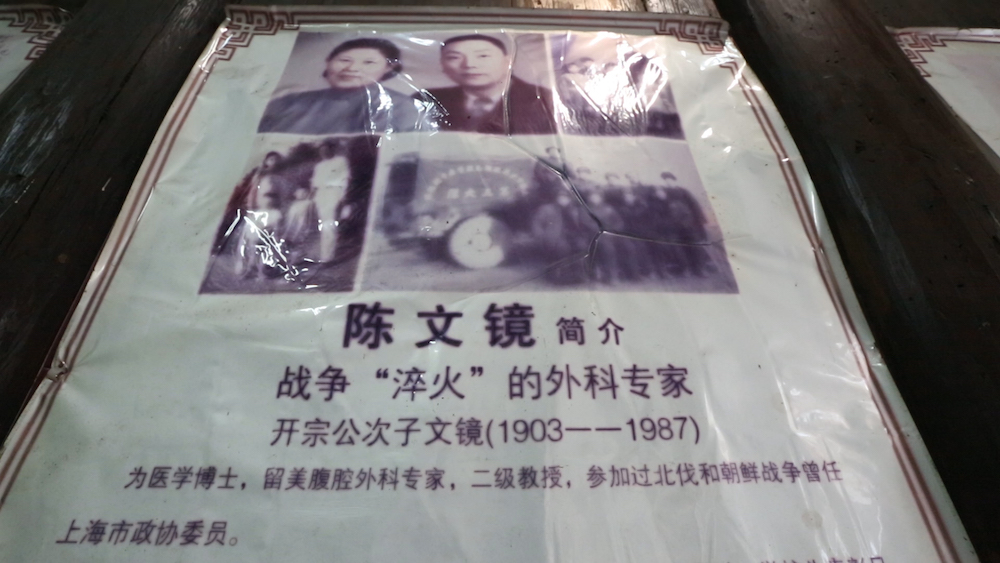 陈文镜 简介
战争“淬火”的外科专家
开宗公次子文镜(1903——1987)
为医学博士，留美腹腔外科专家，二级教授，参加过北伐和朝鲜战争曾任
上海市政协委员。